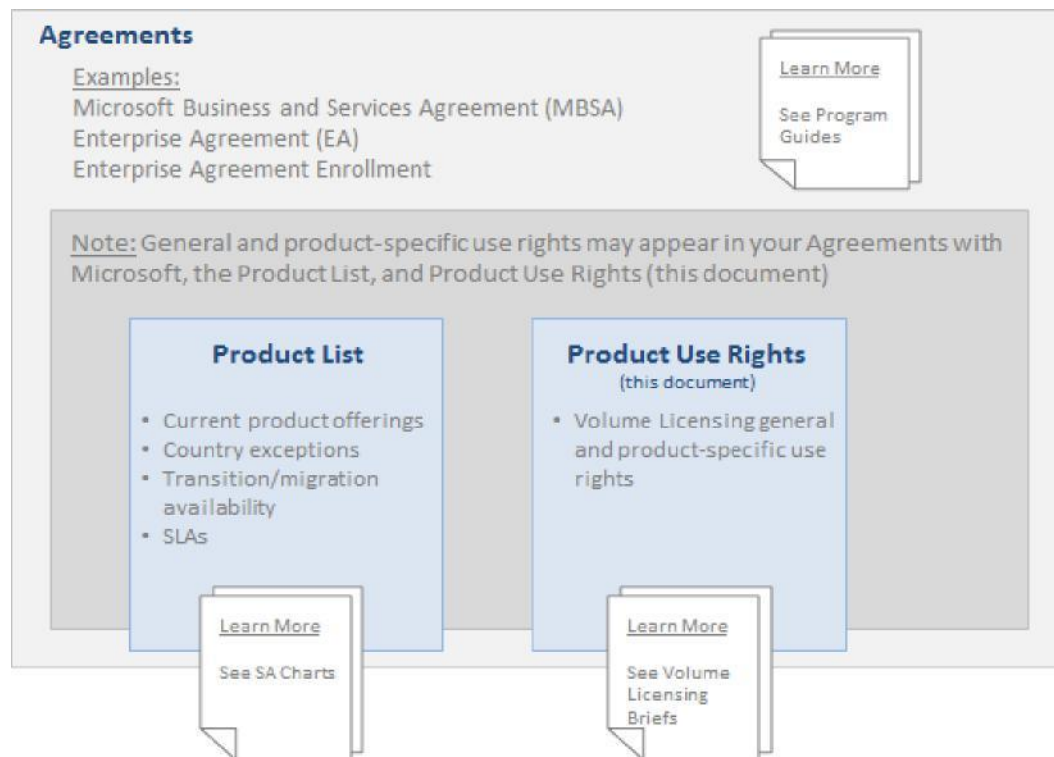 Agreements
Examples:
Microsoft Business and Services Agreement (MBSA)
Enterprise Agreement (EA)
Enterprise Agreement Enrollment
Learn More
See Program
Guides
Note: General and product-specific use rights may appear in your Agreements with
Microsoft, the Product List, and Product Use Rights (this document)
Product List
• Current product offerings
• Country exceptions
• Transition/migration
availability
• SLAs
Learn More
See SA Charts
Product Use Rights
(this document)
• Volume Licensing general
and product-specific use
rights
Learn More
See Volume
Licensing
Briefs